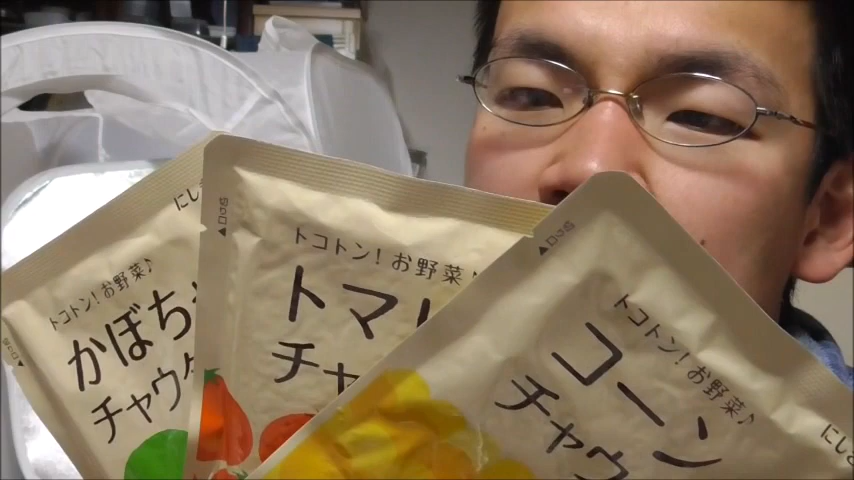 トコトン！お野菜♪
かぼち
チャウ
にし
トコトン！お野菜♪
トマ
チャ
トコトン！お野菜♪
コーン
チャウ
にし